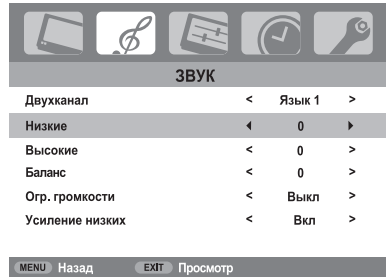 ЗВУК
Двухканал < Язык 1 >
Низкие 0
Высокие < 0 >
Баланс < 0 >
Огр. громкости < Выкл >
Усиление низких < Вкл >
MENU Назад EXIT Просмотр